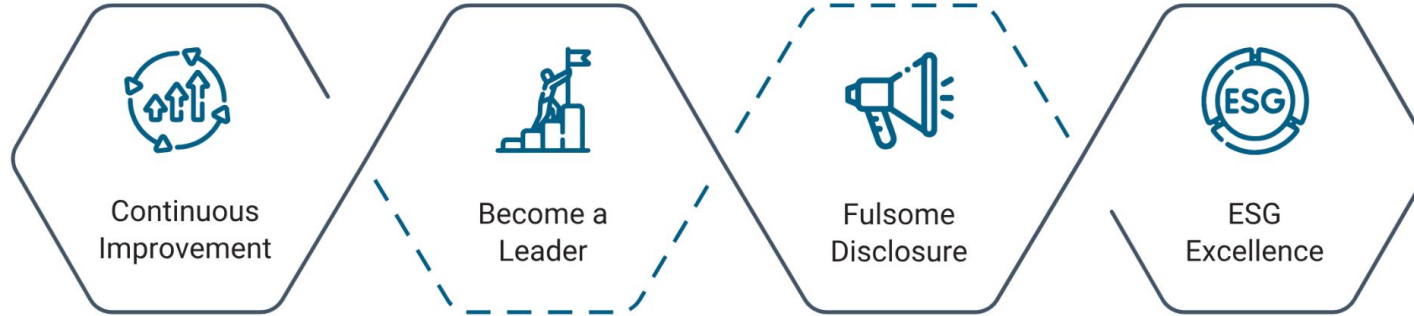 Continuous
Improvement
Become a
Leader
Fulsome
Disclosure
ESG
ESG
Excellence